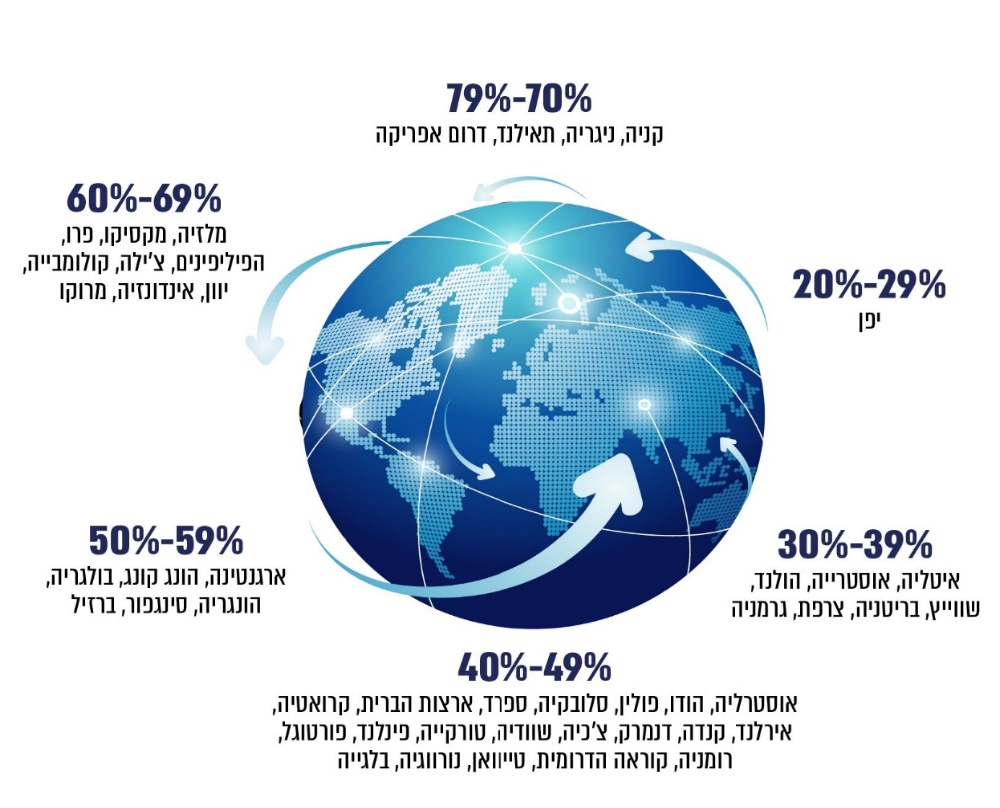 79%-70%
קניה, ניגריה, תאילנד, דרום אפריקה
60%-69%
מלזיה, מקסיקו, פרו,
הפיליפינים, צ'ילה, קולומבייה,
יוון, אינדונזיה, מרוקו
20%-29%
יפן
50%-59%
ארגנטינה, הונג קונג, בולגריה,
הונגריה, סינגפור, ברזיל
30%-39%
איטליה, אוסטרייה, הולנד,
שווייץ, בריטניה, צרפת, גרמניה
40%-49%
אוסטרליה, הודו, פולין, סלובקיה, ספרד, ארצות הברית, קרואטיה,
אירלנד, קנדה, דנמרק, צ'כיה, שוודיה, טורקייה, פינלנד, פורטוגל,
רומניה, קוראה הדרומית, טייוואן, נורווגיה, בלגייה